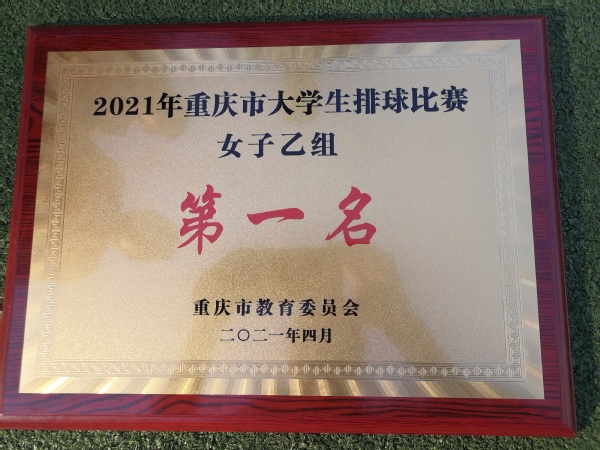 2021年重庆市大学生排球比赛
女子乙组
第一名
重庆市教育委员会
二〇二一年四月